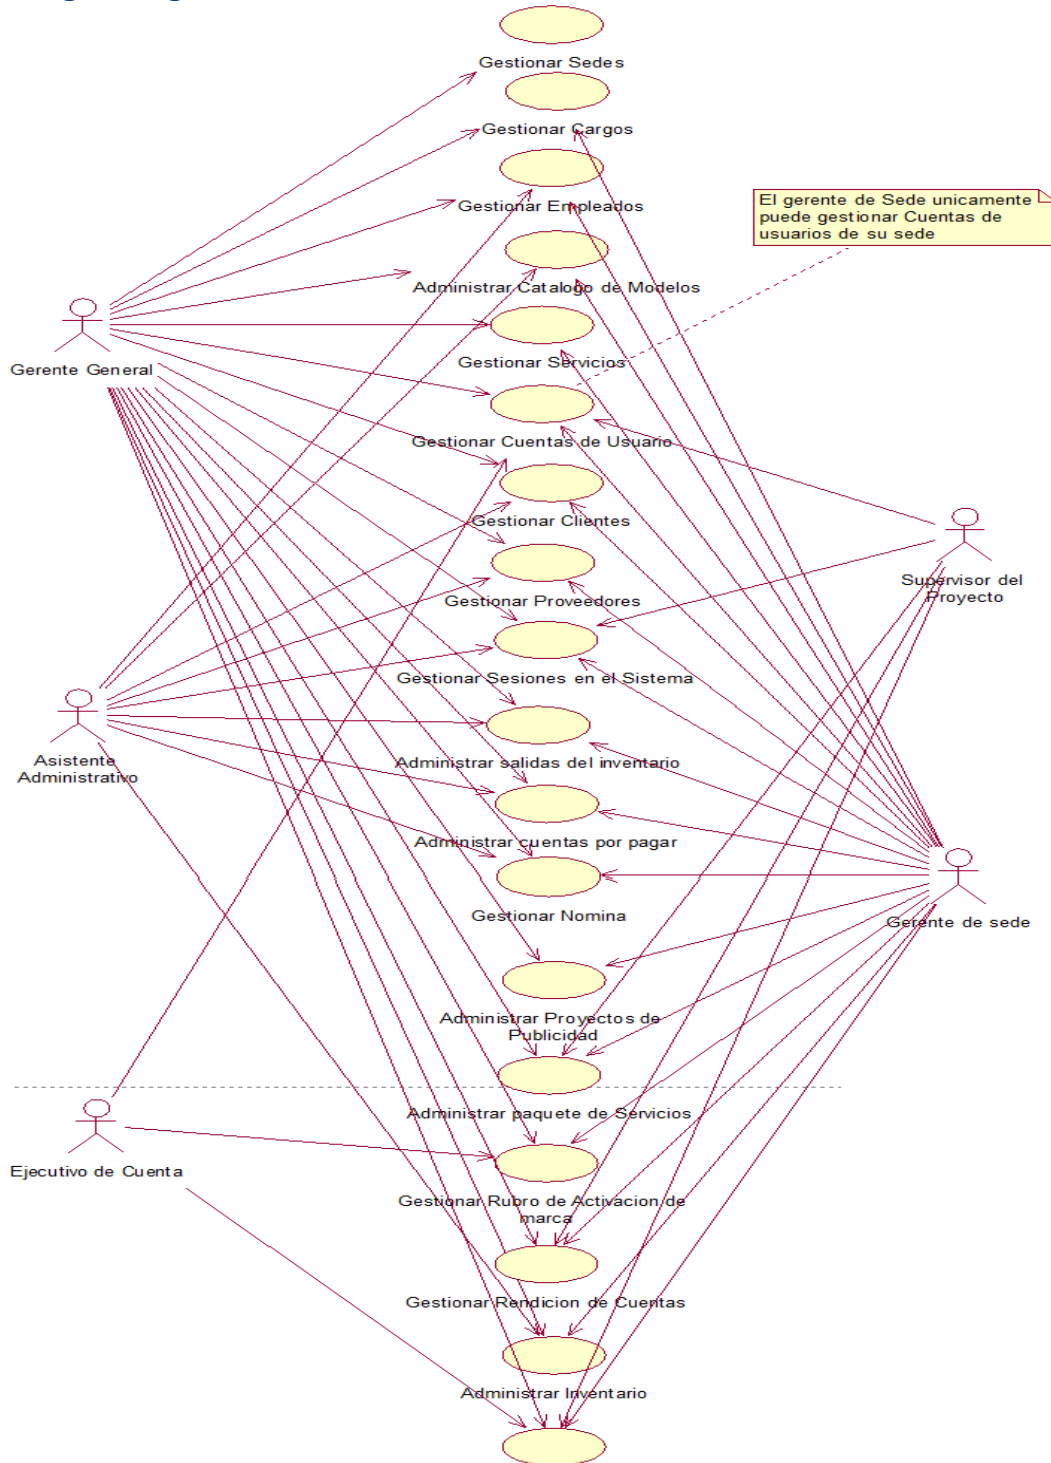 Gestionar Sedes
Gestionar Cargos
Gestionar Empleados
El gerente de Sede unicamente
puede gestionar Cuentas de
usuarios de su sede
Administrar Catalogo de Modelos
Gestionar Servicios
Gerente General
Gestionar Cuentas de Usuario
Gestionar Clientes
Supervisor del
Proyecto
Gestionar Proveedores
Gestionar Sesiones en el Sistema
Asistente
Administrativo
Administrar salidas del inventario
Administrar cuentas por pagar
Gestionar Nomina
Gerente de sede
Administrar Proyectos de
Publicidad
Administrar paquete de Servicios
Ejecutivo de Cuenta
Gestionar Rubro de Activacion de
marca
Gestionar Rendicion de Cuentas
Administrar Inventario